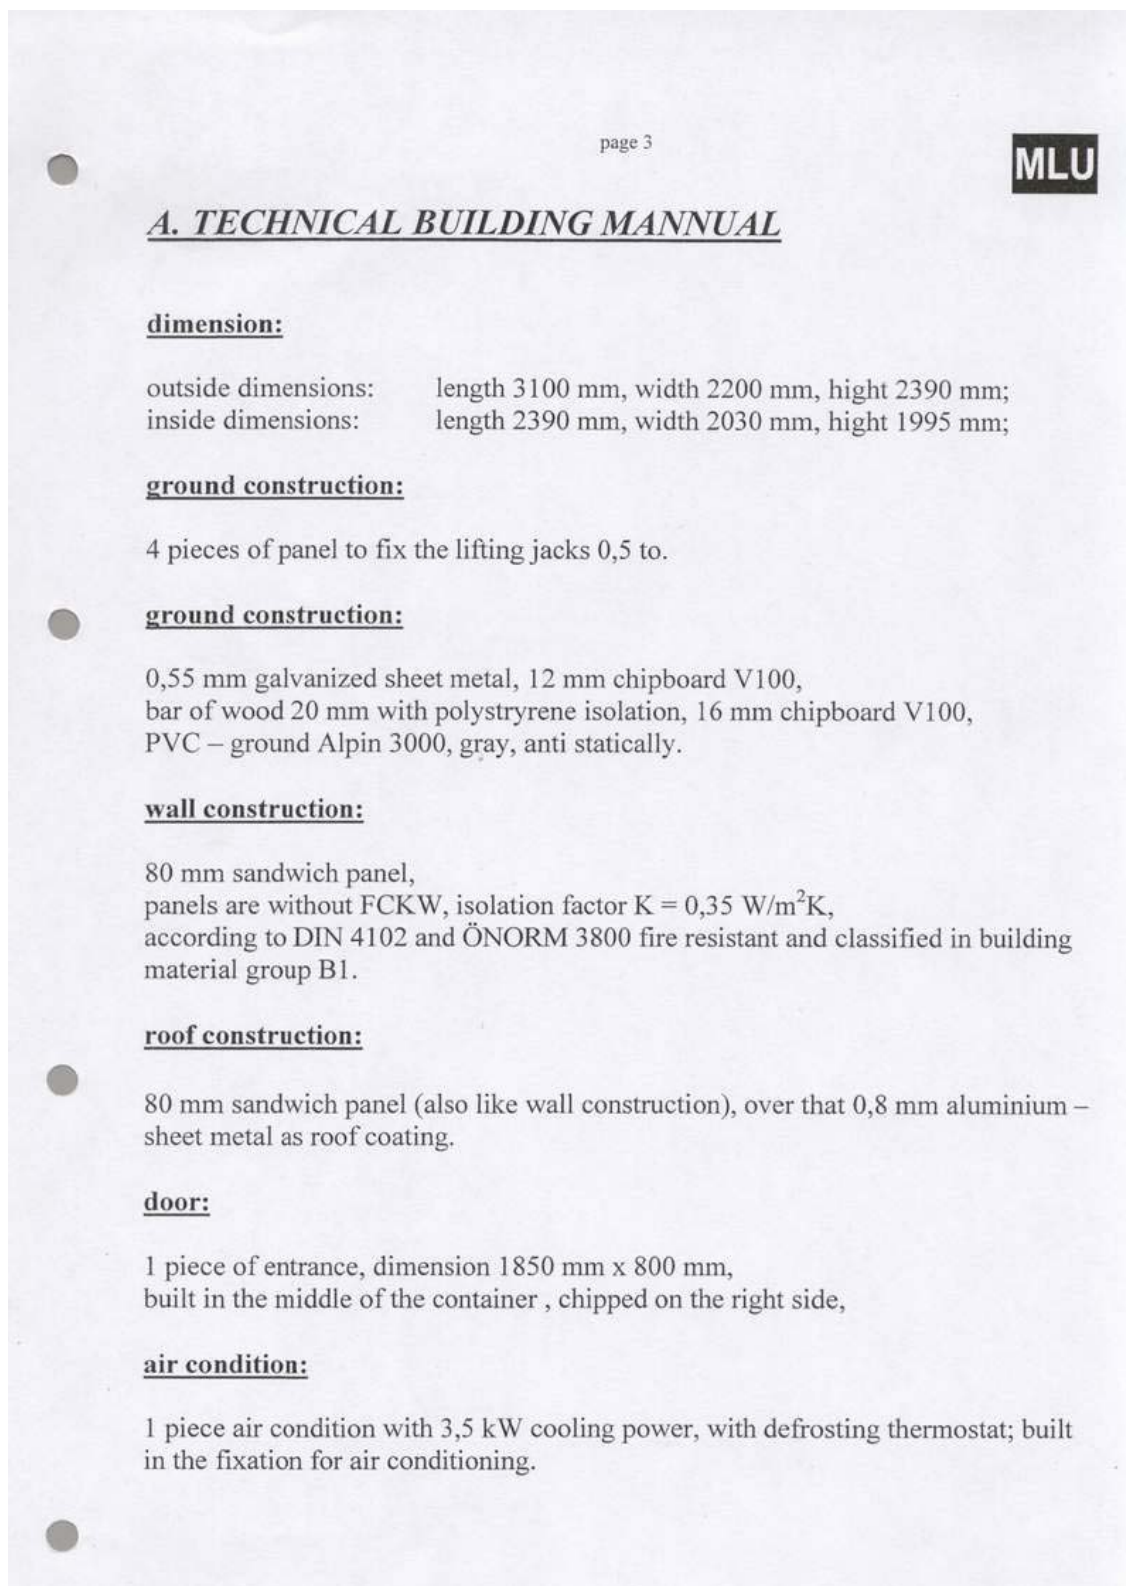 page 3
MLU
A. TECHNICAL BUILDING MANNUAL
dimension:
outside dimensions: length 3100 mm, width 2200 mm, hight 2390 mm;
inside dimensions: length 2390 mm, width 2030 mm, hight 1995 mm;
ground construction:
4 pieces of panel to fix the lifting jacks 0,5 to.
ground construction:
0,55 mm galvanized sheet metal, 12 mm chipboard V100,
bar of wood 20 mm with polystryrene isolation, 16 mm chipboard V100,
PVC – ground Alpin 3000, gray, anti statically.
wall construction:
80 mm sandwich panel,
panels are without FCKW, isolation factor K = 0,35 W/m²K,
according to DIN 4102 and ÖNORM 3800 fire resistant and classified in building
material group B1.
roof construction:
80 mm sandwich panel (also like wall construction), over that 0,8 mm aluminium –
sheet metal as roof coating.
door:
1 piece of entrance, dimension 1850 mm x 800 mm,
built in the middle of the container , chipped on the right side,
air condition:
1 piece air condition with 3,5 kW cooling power, with defrosting thermostat; built
in the fixation for air conditioning.